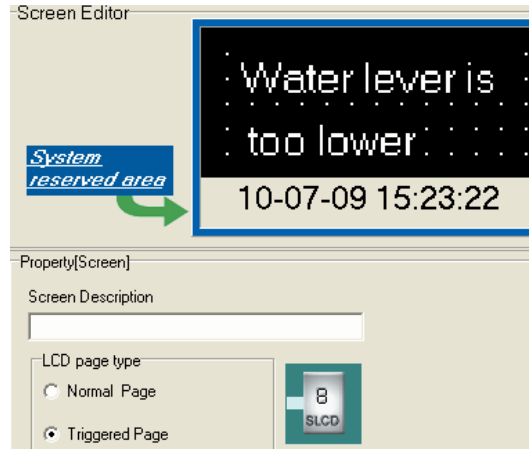 Screen Editor
Water lever is
too lower
System
reserved area
10-07-09 15:23:22
Property[Screen]
Screen Description
LCD page type
Normal Page
8
SLCD
Triggered Page